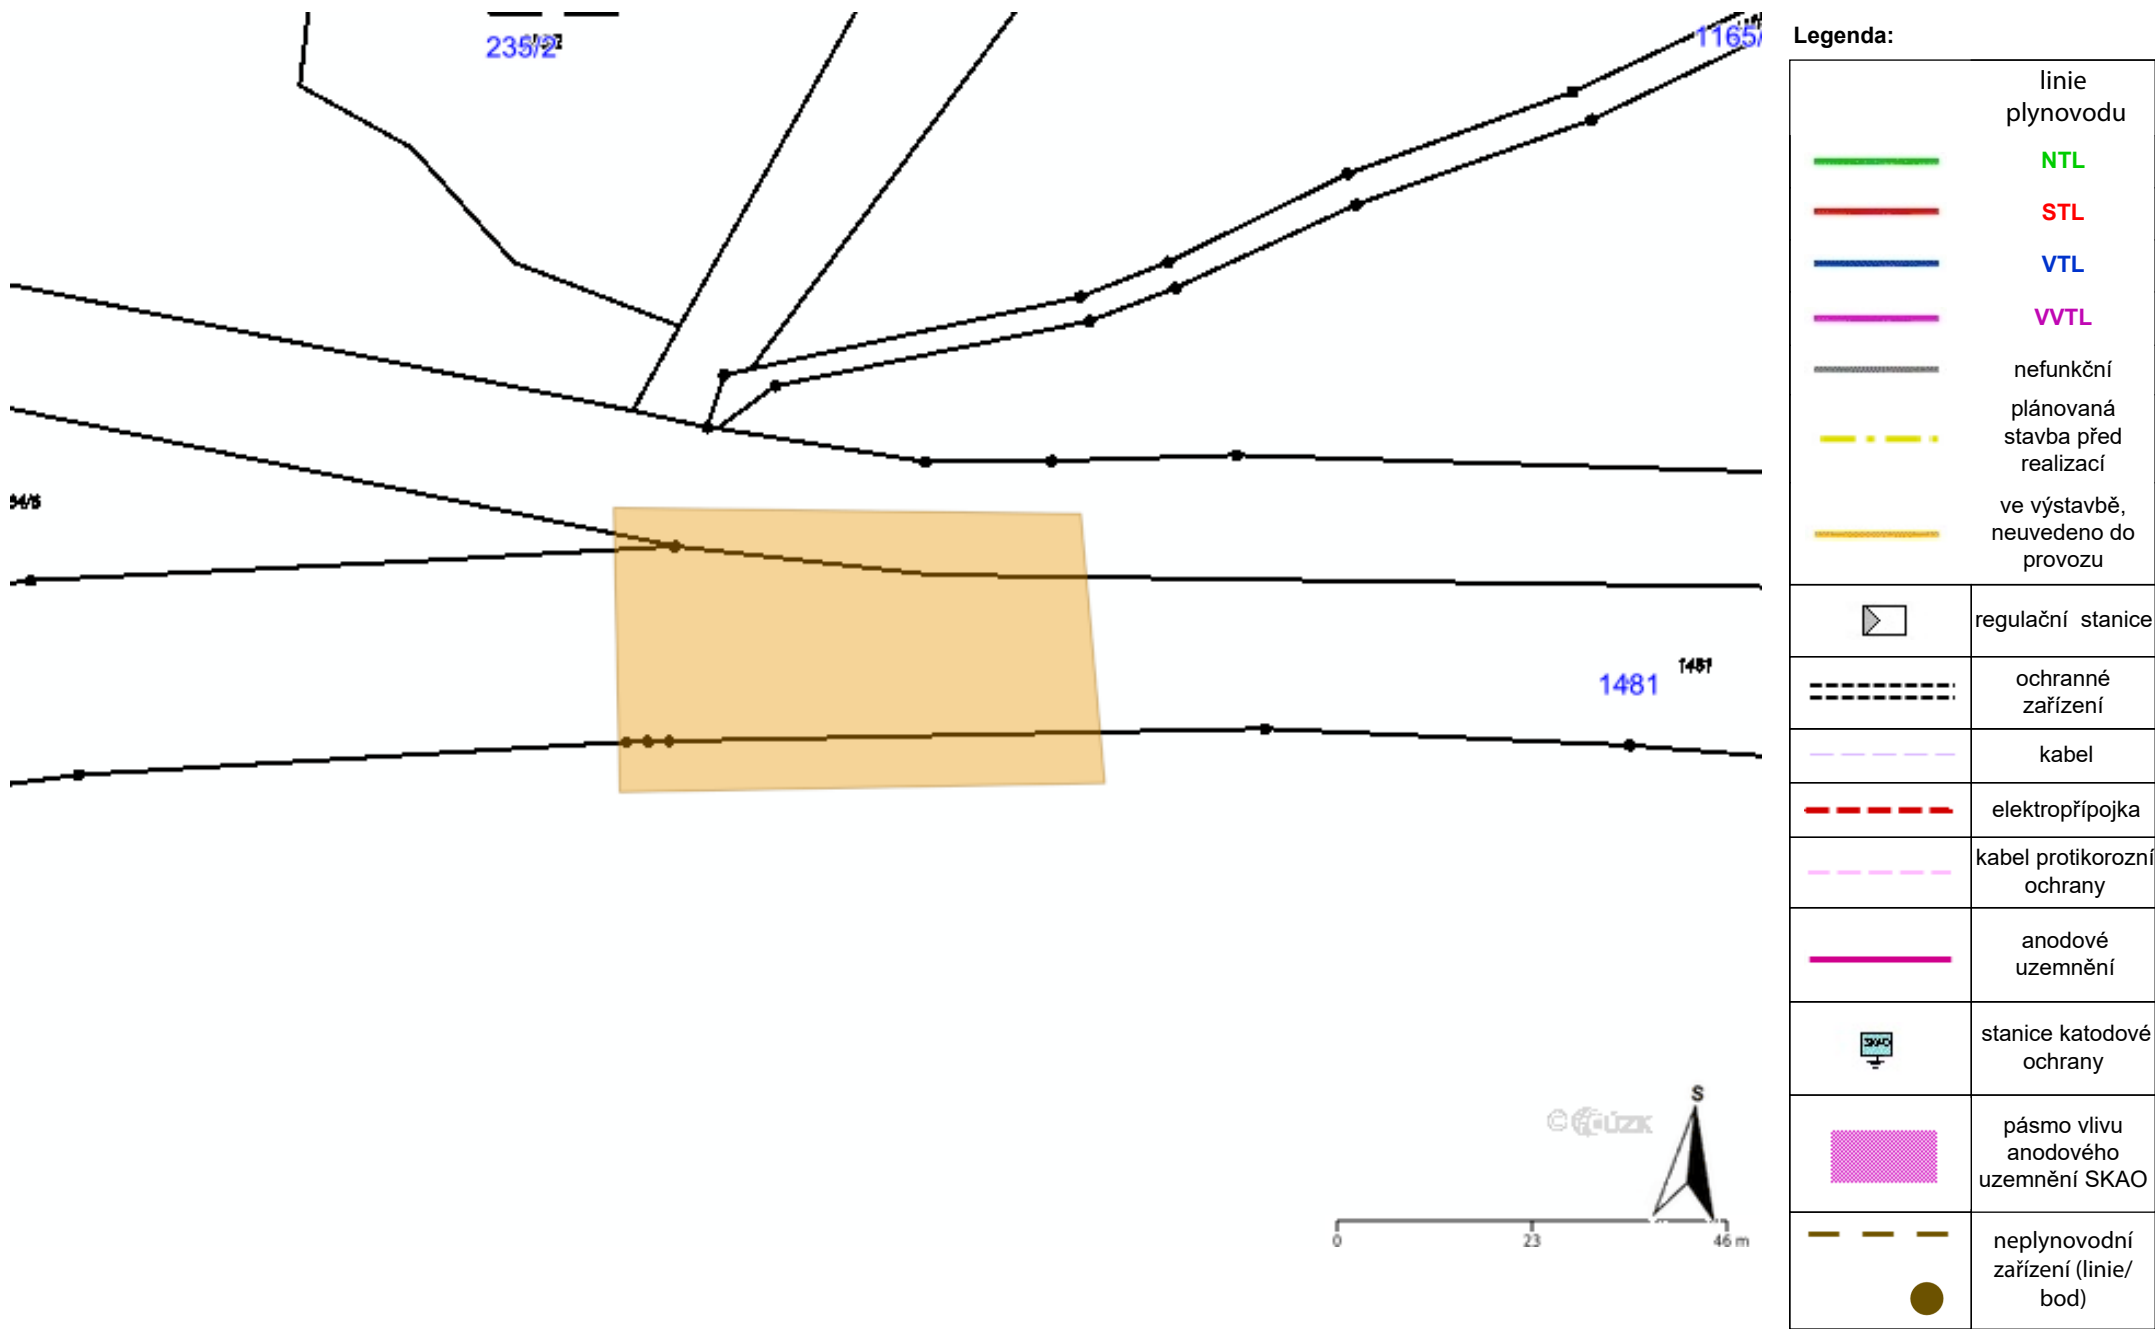 235/2
1165/
1481
1481
ÚZK
S
0 23 46 m
Legenda:
linie
plynovodu
NTL
STL
VTL
VVTL
nefunkční
plánovaná
stavba před
realizací
ve výstavbě,
neuvedeno do
provozu
regulační stanice
ochranné
zařízení
kabel
elektropřípojka
kabel protikorozní
ochrany
anodové
uzemnění
SKAO
stanice katodové
ochrany
pásmo vlivu
anodového
uzemnění SKAO
neplynovodní
zařízení (linie/
bod)